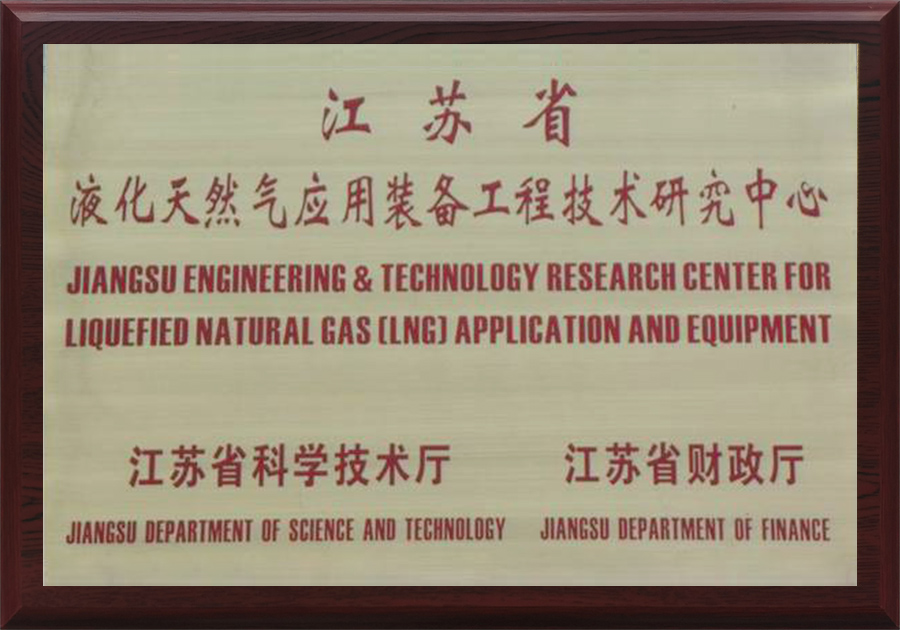 江苏省
液化天然气应用装备工程技术研究中心
JIANGSU ENGINEERING & TECHNOLOGY RESEARCH CENTER FOR
LIQUEFIED NATURAL GAS (LNG) APPLICATION AND EQUIPMENT
江苏省科学技术厅 江苏省财政厅
JIANGSU DEPARTMENT OF SCIENCE AND TECHNOLOGY JIANGSU DEPARTMENT OF FINANCE